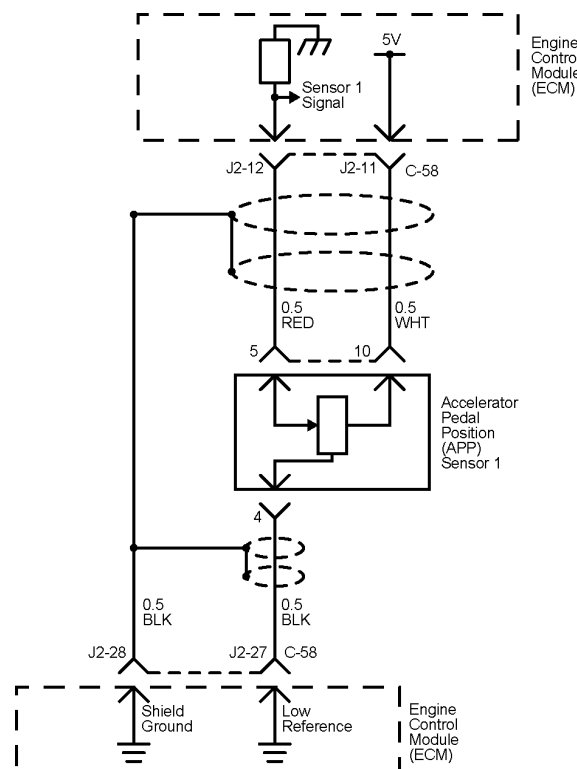 5V
Engine
Control
Module
(ECM)
Sensor 1
Signal
J2-12
J2-11
C-58
0.5
RED
0.5
WHT
5
10
Accelerator
Pedal
Position
(APP)
Sensor 1
4
0.5
BLK
0.5
BLK
J2-28
J2-27
C-58
Shield
Ground
Low
Reference
Engine
Control
Module
(ECM)